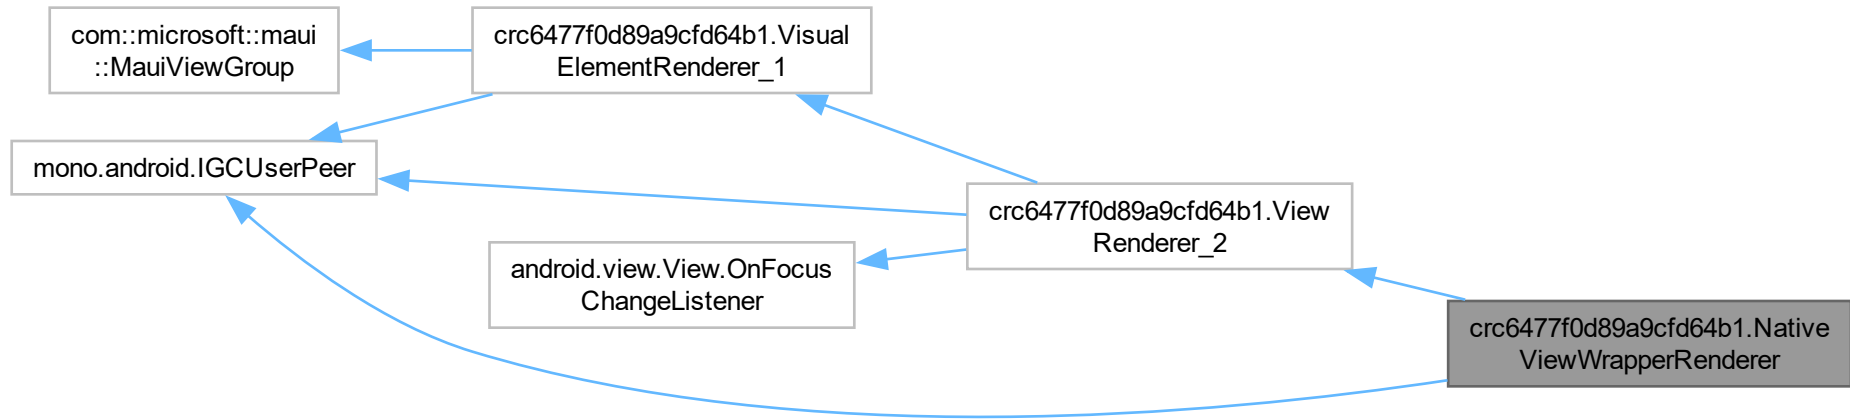 com::microsoft::maui
::MauiViewGroup
crc6477f0d89a9cfd64b1.Visual
ElementRenderer_1
mono.android.IGCUserPeer
crc6477f0d89a9cfd64b1.View
Renderer_2
android.view.View.OnFocus
ChangeListener
crc6477f0d89a9cfd64b1.Native
ViewWrapperRenderer